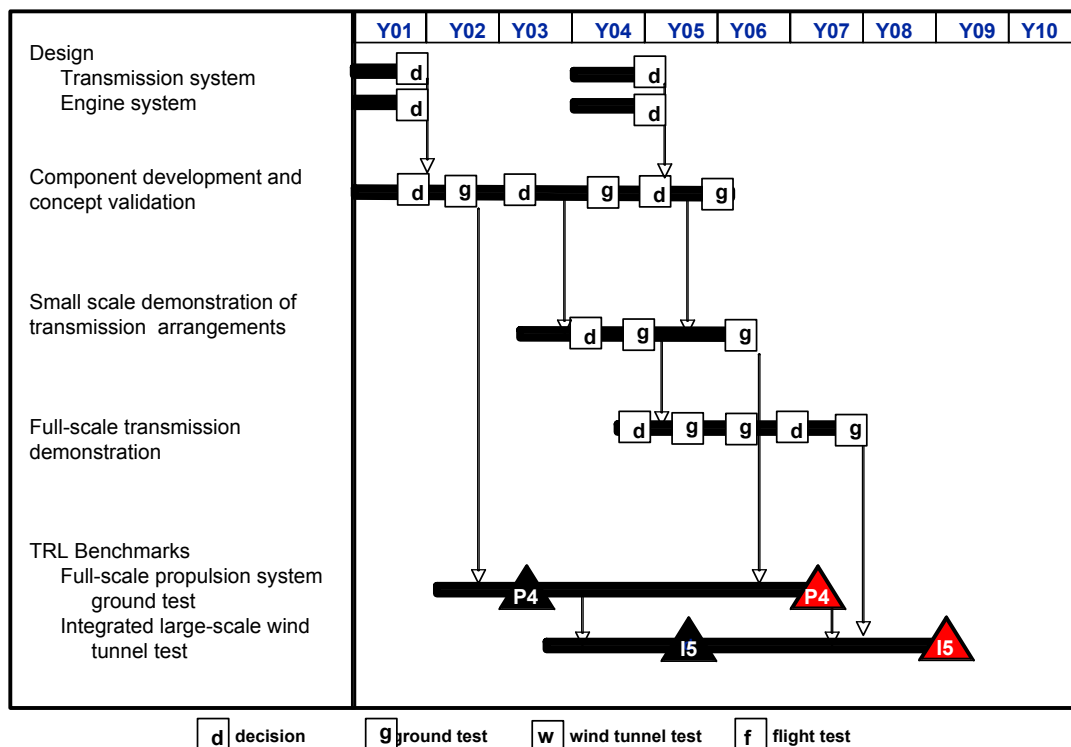 Y01 Y02 Y03 Y04 Y05 Y06 Y07 Y08 Y09 Y10
Design
Transmission system
d d
Engine system
d d
Component development and
concept validation
d g d g d g
Small scale demonstration of
transmission arrangements
d g g
Full-scale transmission
demonstration
d g g d g
TRL Benchmarks
Full-scale propulsion system
ground test
P4 P4
Integrated large-scale wind
tunnel test
I5 I5
d decision g ground test w wind tunnel test f flight test